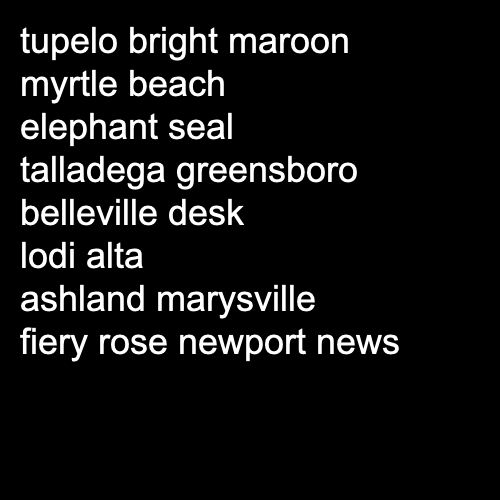 tupelo bright maroon
myrtle beach
elephant seal
talladega greensboro
belleville desk
lodi alta
ashland marysville
fiery rose newport news